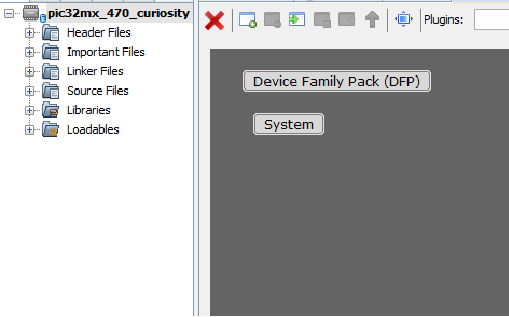 pic32mx_470_curiosity
Header Files
Important Files
Linker Files
Source Files
Libraries
Loadables
Plugins:
Device Family Pack (DFP)
System